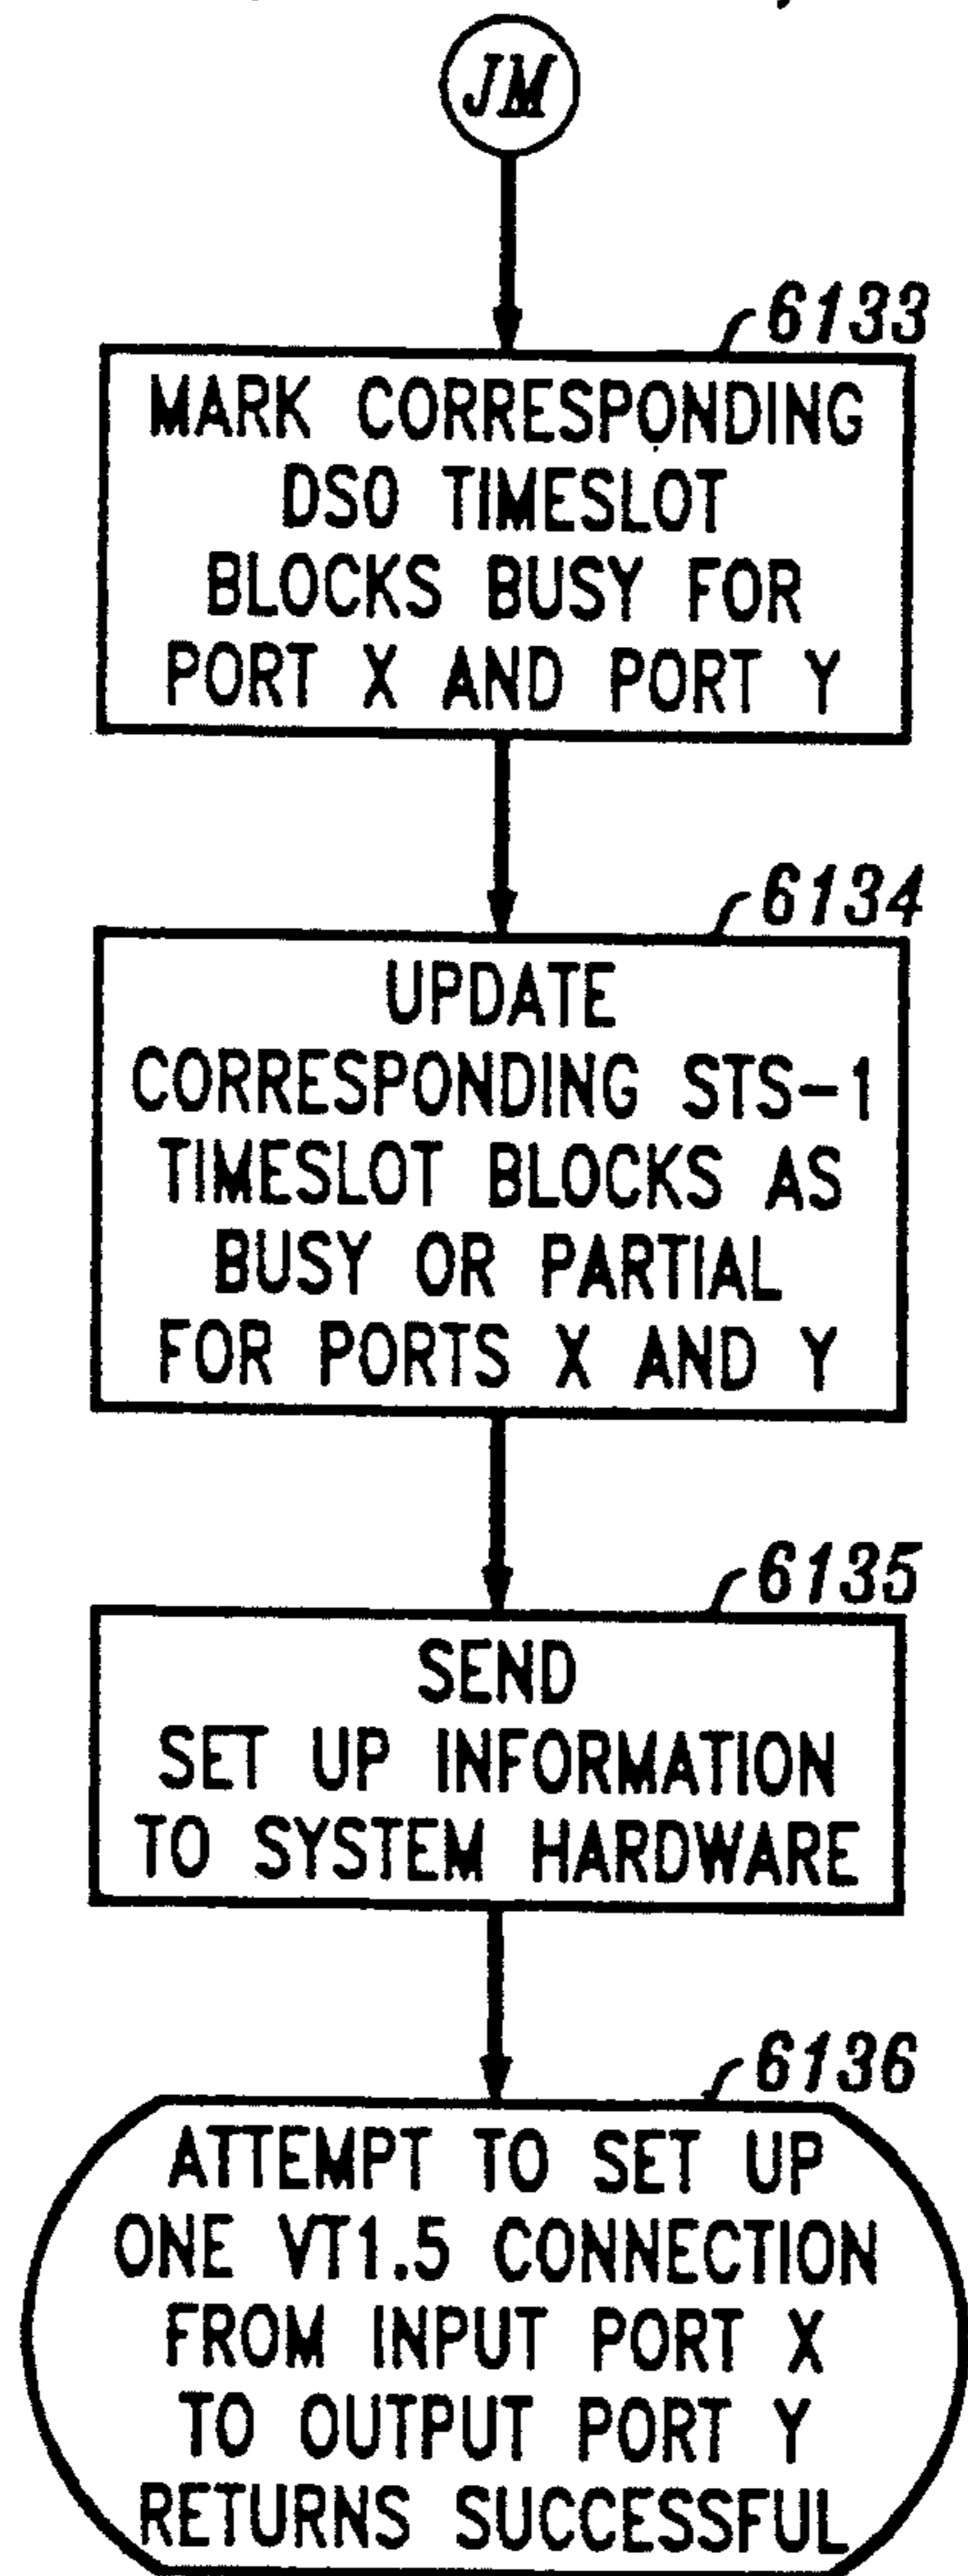 JM
6133
MARK CORRESPONDING
DS0 TIMESLOT
BLOCKS BUSY FOR
PORT X AND PORT Y
6134
UPDATE
CORRESPONDING STS-1
TIMESLOT BLOCKS AS
BUSY OR PARTIAL
FOR PORTS X AND Y
6135
SEND
SET UP INFORMATION
TO SYSTEM HARDWARE
6136
ATTEMPT TO SET UP
ONE VT1.5 CONNECTION
FROM INPUT PORT X
TO OUTPUT PORT Y
RETURNS SUCCESSFUL